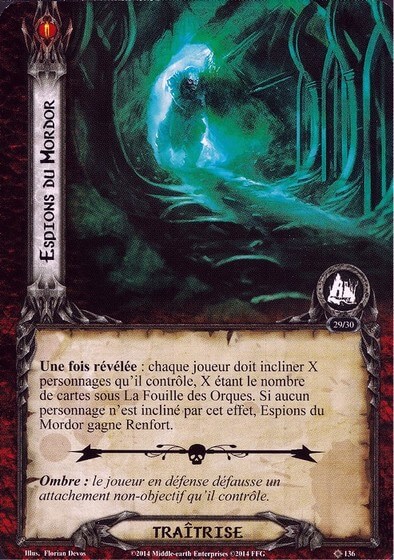 ESPIONS DU MORDOR
29/30
Une fois révélée : chaque joueur doit incliner X
personnages qu'il contrôle, X étant le nombre
de cartes sous La Fouille des Orques. Si aucun
personnage n'est incliné par cet effet, Espions du
Mordor gagne Renfort.
Ombre : le joueur en défense défausse un
attachement non-objectif qu'il contrôle.
TRAÎTRISE
Illus. Florian Devos
©2014 Middle-earth Enterprises ©2014 FFG
136